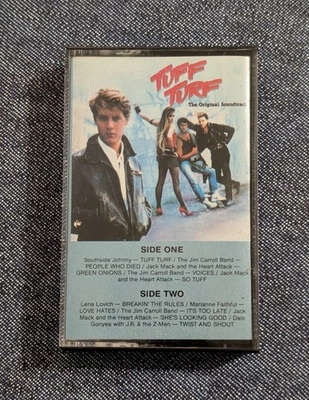 TUFF
TURF
The Original Soundtrack
SIDE ONE
Southside Johnny — TUFF TURF / The Jim Carroll Band —
PEOPLE WHO DIED / Jack Mack and the Heart Attack —
GREEN ONIONS / The Jim Carroll Band — VOICES / Jack Mack
and the Heart Attack — SO TUFF
SIDE TWO
Lene Lovich — BREAKIN' THE RULES / Marianne Faithfull —
LOVE HATES / The Jim Carroll Band — IT'S TOO LATE / Jack
Mack and the Heart Attack — SHE'S LOOKING GOOD / Dale
Gonyea with J.R. & the Z-Men — TWIST AND SHOUT